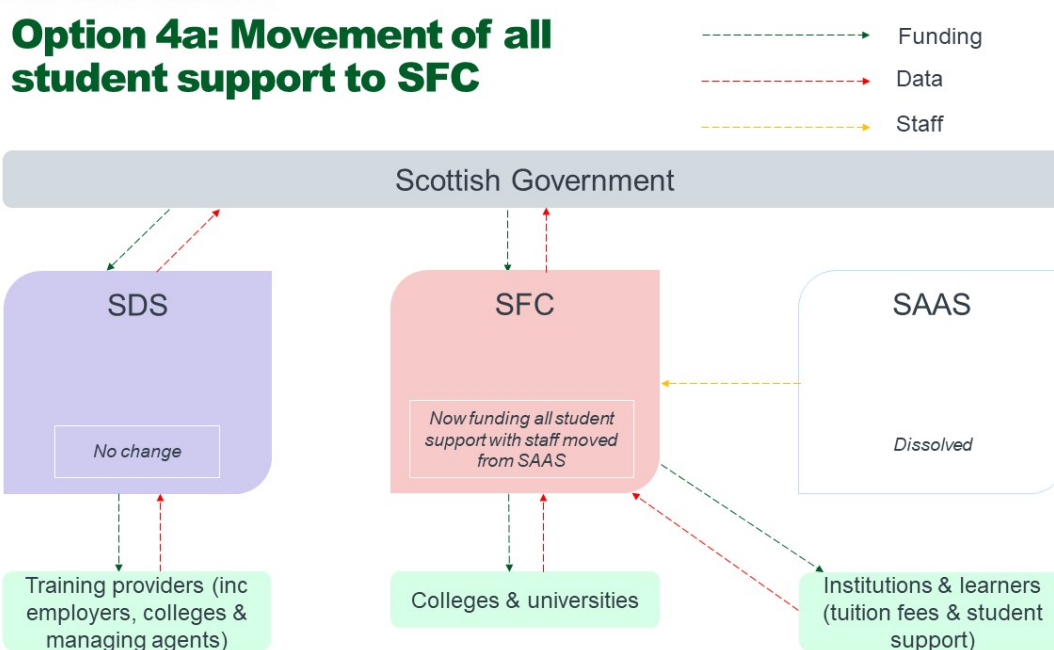 Option 4a: Movement of all
student support to SFC
Funding
Data
Staff
Scottish Government
SDS
No change
SFC
Now funding all student
support with staff moved
from SAAS
SAAS
Dissolved
Training providers (inc
employers, colleges &
managing agents)
Colleges & universities
Institutions & learners
(tuition fees & student
support)